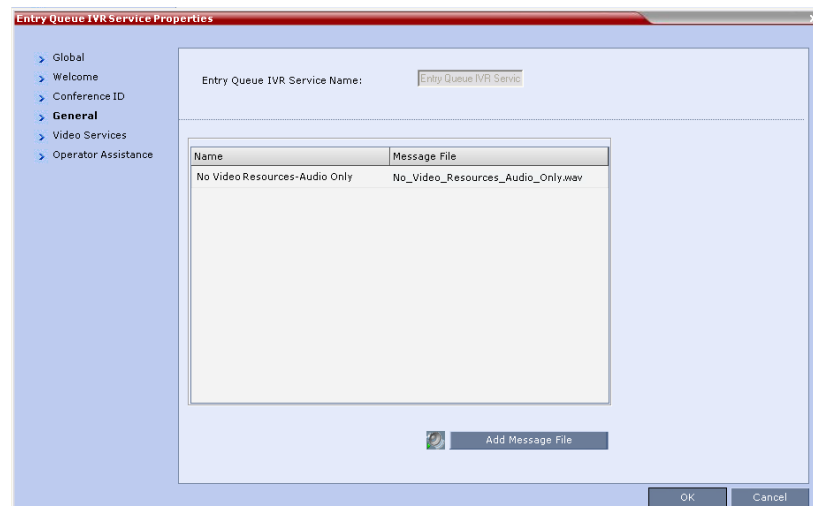 Entry Queue IVR Service Properties
Global
Welcome
Conference ID
General
Video Services
Operator Assistance
Entry Queue IVR Service Name:
Entry Queue IVR Servic
Name
Message File
No Video Resources-Audio Only
No_Video_Resources_Audio_Only.wav
Add Message File
OK
Cancel